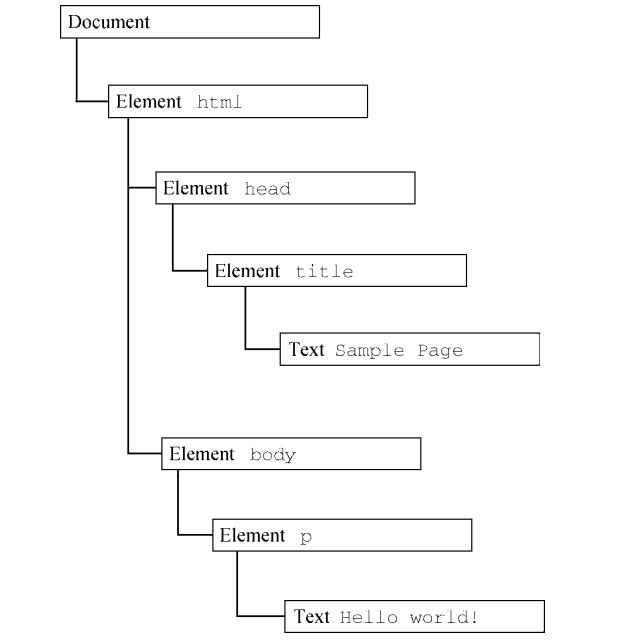 Document
Element html
Element head
Element title
Text Sample Page
Element body
Element p
Text Hello world!